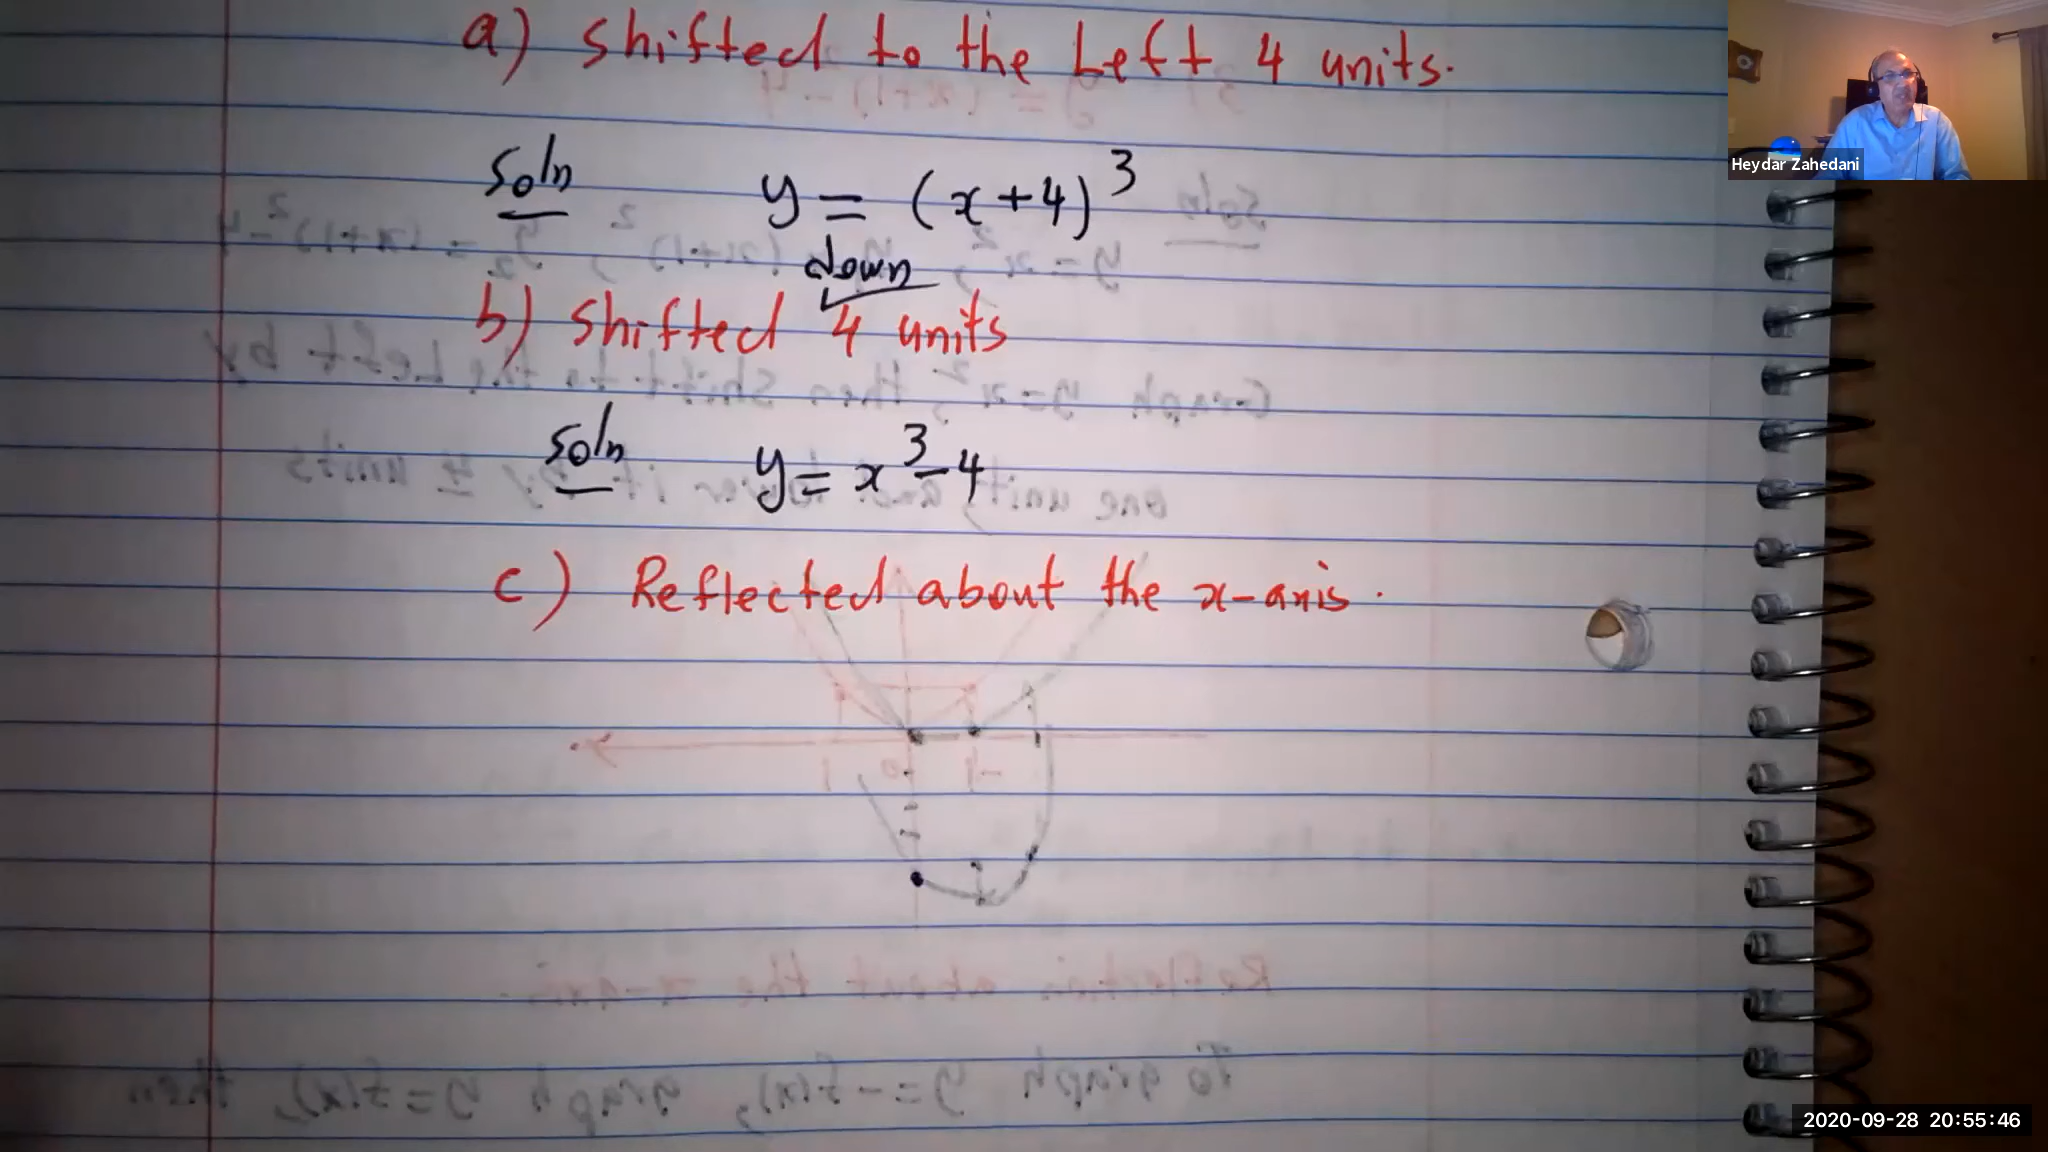 a) shifted to the Left 4 units.
Heydar Zahedani
soln y = (x+4)^3
down
b) shifted 4 units
soln y = x^3 - 4
c) Reflected about the x-axis.
2020-09-28 20:55:46